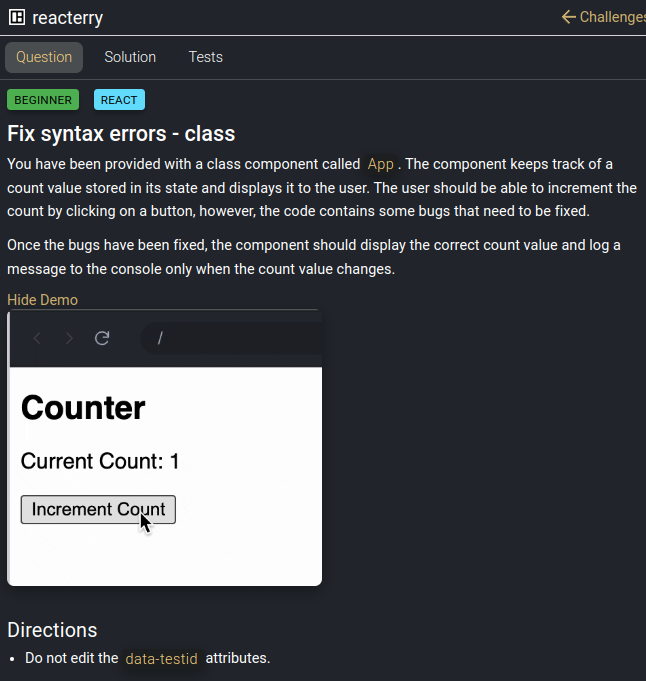 reacterry
Challenges
Question Solution Tests
BEGINNER REACT
Fix syntax errors - class
You have been provided with a class component called App . The component keeps track of a
count value stored in its state and displays it to the user. The user should be able to increment the
count by clicking on a button, however, the code contains some bugs that need to be fixed.
Once the bugs have been fixed, the component should display the correct count value and log a
message to the console only when the count value changes.
Hide Demo
/
Counter
Current Count: 1
Increment Count
Directions
• Do not edit the data-testid attributes.